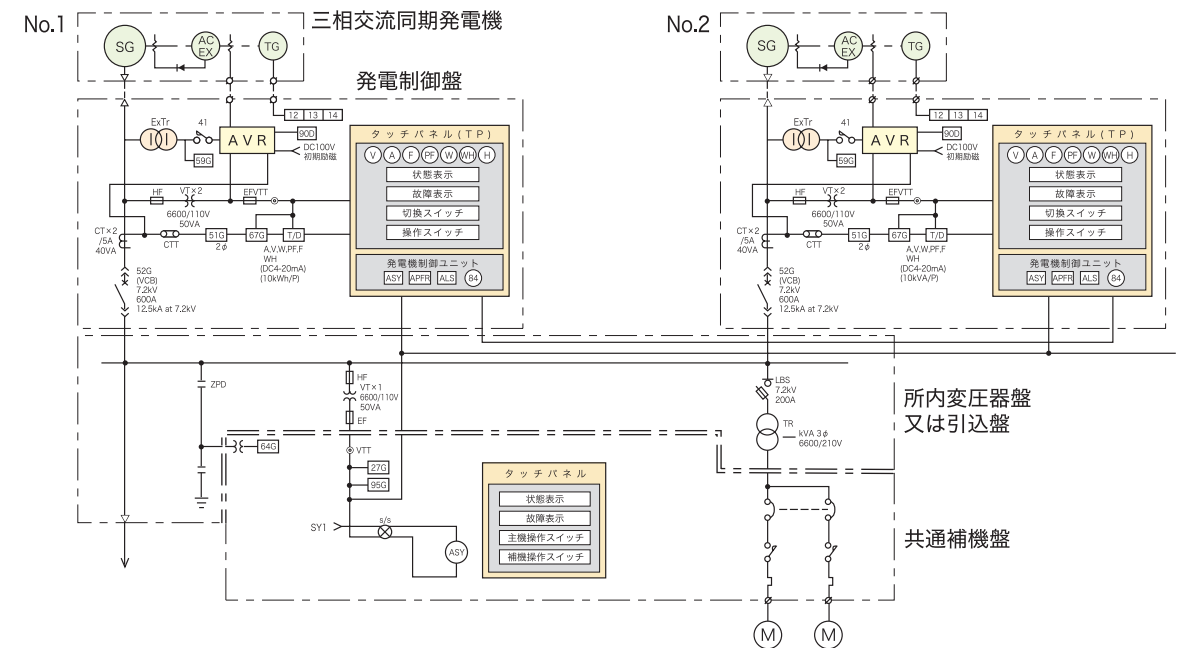 No.1
三相交流同期発電機
SG
AC
EX
TG
発電制御盤
12 13 14
ExTr
41
AVR
90D
DC100V
初期励磁
59G
HF
VT×2
EFVTT
6600/110V
50VA
CT×2
/5A
40VA
CTT
51G
2φ
67G
T/D
A,V,W,PF,F
WH
(DC4-20mA)
(10kWh/P)
52G
(VCB)
7.2kV
600A
12.5kA at 7.2kV
タッチパネル(TP)
V A F PF W WH H
状態表示
故障表示
切換スイッチ
操作スイッチ
発電機制御ユニット
ASY APFR ALS 84
No.2
SG
AC
EX
TG
12 13 14
ExTr
41
AVR
90D
DC100V
初期励磁
59G
HF
VT×2
EFVTT
6600/110V
50VA
CT×2
/5A
40VA
CTT
51G
2φ
67G
T/D
A,V,W,PF,F
WH
(DC4-20mA)
(10kVA/P)
52G
(VCB)
7.2kV
600A
12.5kA at 7.2kV
タッチパネル(TP)
V A F PF W WH H
状態表示
故障表示
切換スイッチ
操作スイッチ
発電機制御ユニット
ASY APFR ALS 84
ZPD
64G
HF
VT×1
6600/110V
50VA
EF
VTT
27G
95G
SY1
s/s
ASY
タッチパネル
状態表示
故障表示
主機操作スイッチ
補機操作スイッチ
LBS
7.2kV
200A
TR
kVA 3φ
6600/210V
所内変圧器盤
又は引込盤
共通補機盤
M
M